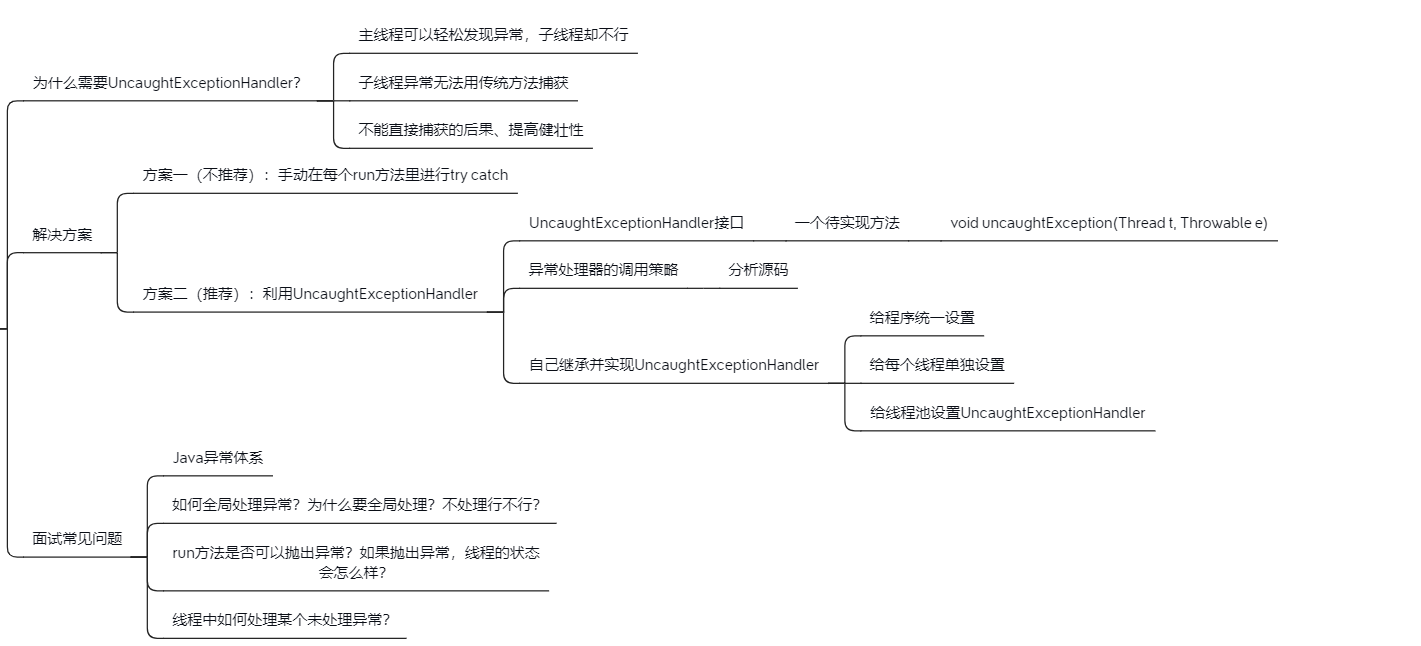 主线程可以轻松发现异常，子线程却不行
为什么需要UncaughtExceptionHandler？
子线程异常无法用传统方法捕获
不能直接捕获的后果、提高健壮性
方案一（不推荐）：手动在每个run方法里进行try catch
解决方案
方案二（推荐）：利用UncaughtExceptionHandler
UncaughtExceptionHandler接口
一个待实现方法
void uncaughtException(Thread t, Throwable e)
异常处理器的调用策略
分析源码
自己继承并实现UncaughtExceptionHandler
给程序统一设置
给每个线程单独设置
给线程池设置UncaughtExceptionHandler
Java异常体系
如何全局处理异常？为什么要全局处理？不处理行不行？
面试常见问题
run方法是否可以抛出异常？如果抛出异常，线程的状态
会怎么样？
线程中如何处理某个未处理异常？